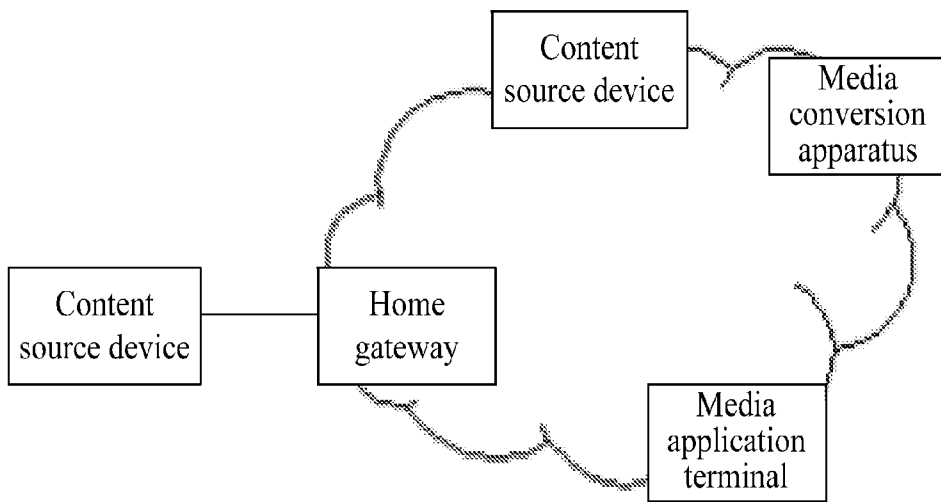 Content
source device
Media
conversion
apparatus
Content
source device
Home
gateway
Media
application
terminal